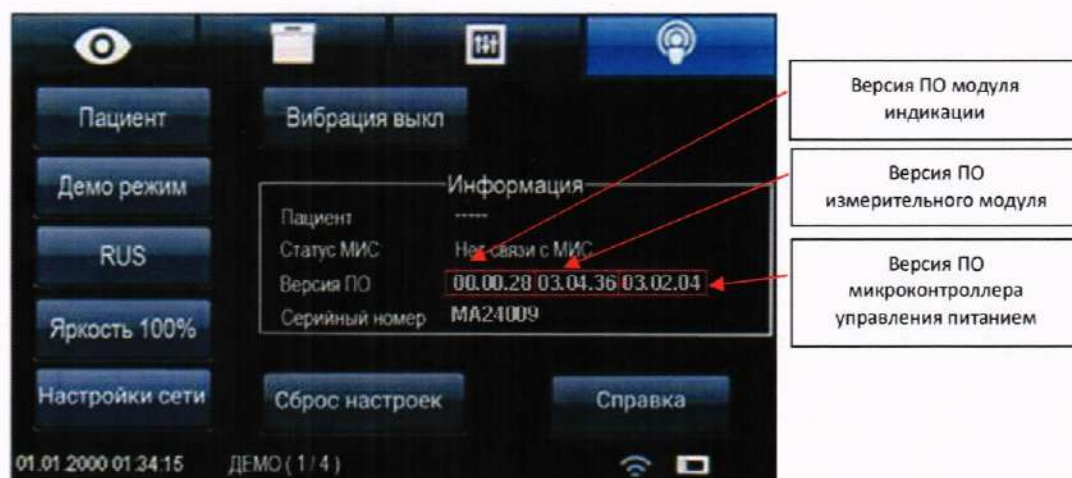 Пациент
Вибрация выкл
Демо режим
RUS
Яркость 100%
Настройки сети
Информация
Пациент -----
Статус МИС Нет связи с МИС
Версия ПО 00.00.28 03.04.36 03.02.04
Серийный номер MA24009
Сброс настроек
Справка
01.01.2000 01:34:15 ДЕМО ( 1 / 4 )
Версия ПО модуля
индикации
Версия ПО
измерительного модуля
Версия ПО
микроконтроллера
управления питанием